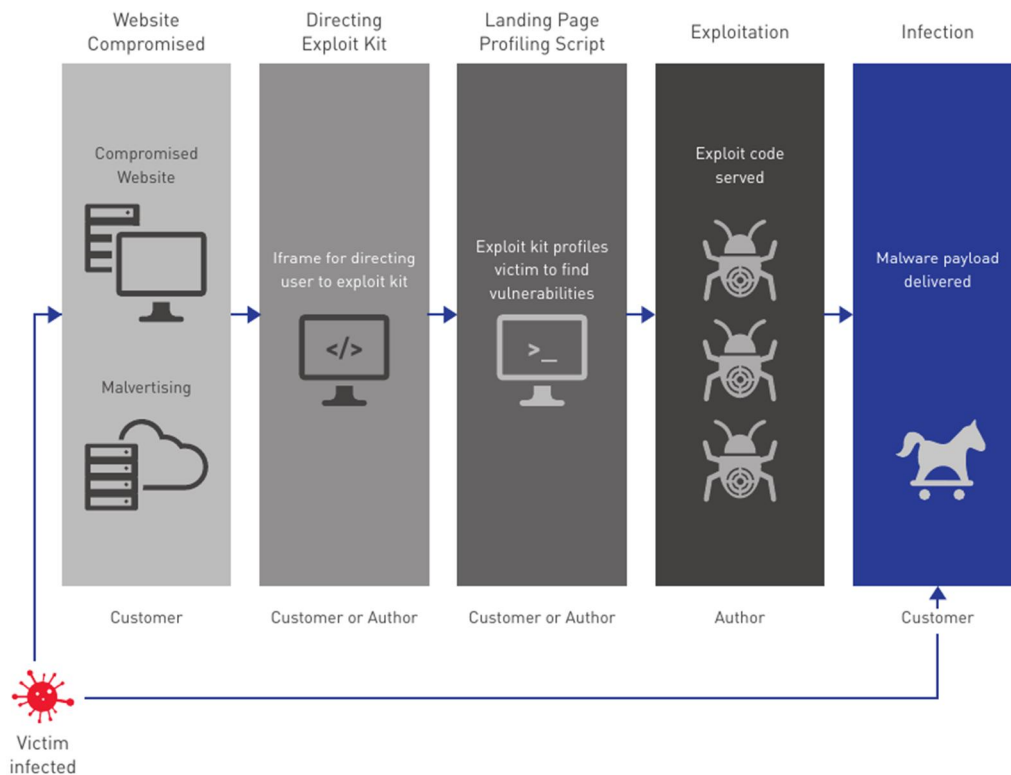 Website
Compromised
Directing
Exploit Kit
Landing Page
Profiling Script
Exploitation
Infection
Compromised
Website
Malvertising
Iframe for directing
user to exploit kit
</>
Exploit kit profiles
victim to find
vulnerabilities
>_
Exploit code
served
Malware payload
delivered
Customer
Customer or Author
Customer or Author
Author
Customer
Victim
infected